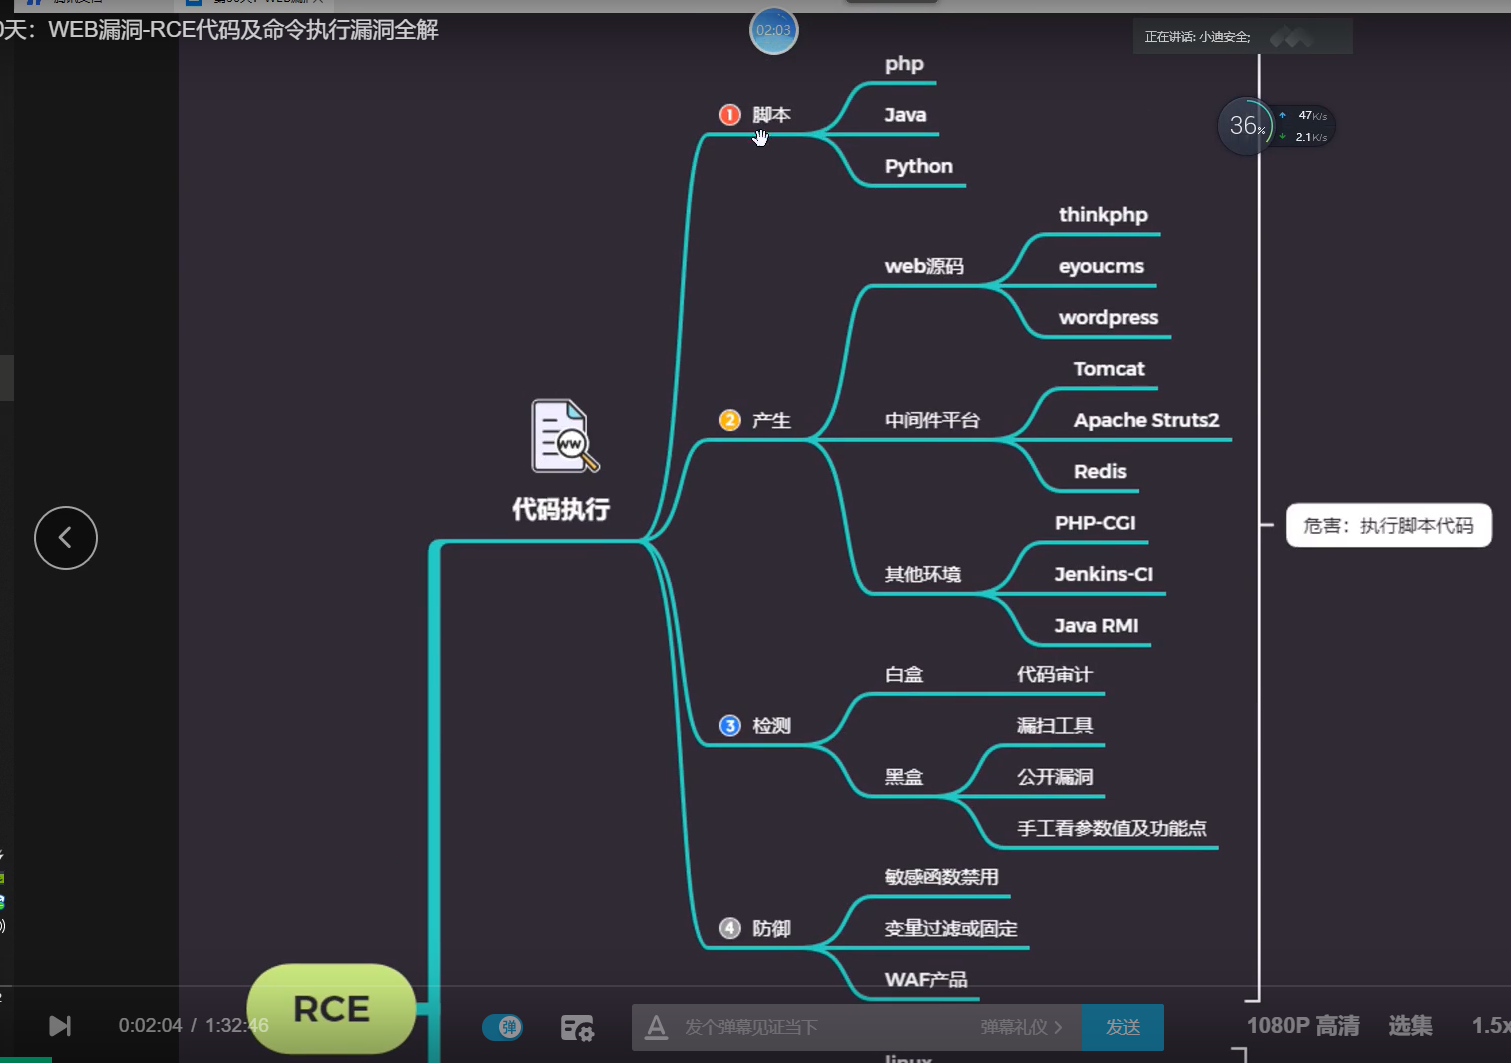 0天：WEB漏洞-RCE代码及命令执行漏洞全解
02:03
正在讲话: 小迪安全;
36%
47K/s
2.1K/s
php
1 脚本
Java
Python
thinkphp
web源码
eyoucms
wordpress
Tomcat
2 产生
中间件平台
Apache Struts2
Redis
WW
代码执行
PHP-CGI
危害：执行脚本代码
其他环境
Jenkins-CI
Java RMI
白盒
代码审计
3 检测
漏扫工具
黑盒
公开漏洞
手工看参数值及功能点
敏感函数禁用
4 防御
变量过滤或固定
WAF产品
RCE
0:02:04 / 1:32:46
弹
A
发个弹幕见证当下
弹幕礼仪 >
发送
1080P 高清
选集
1.5x
linux